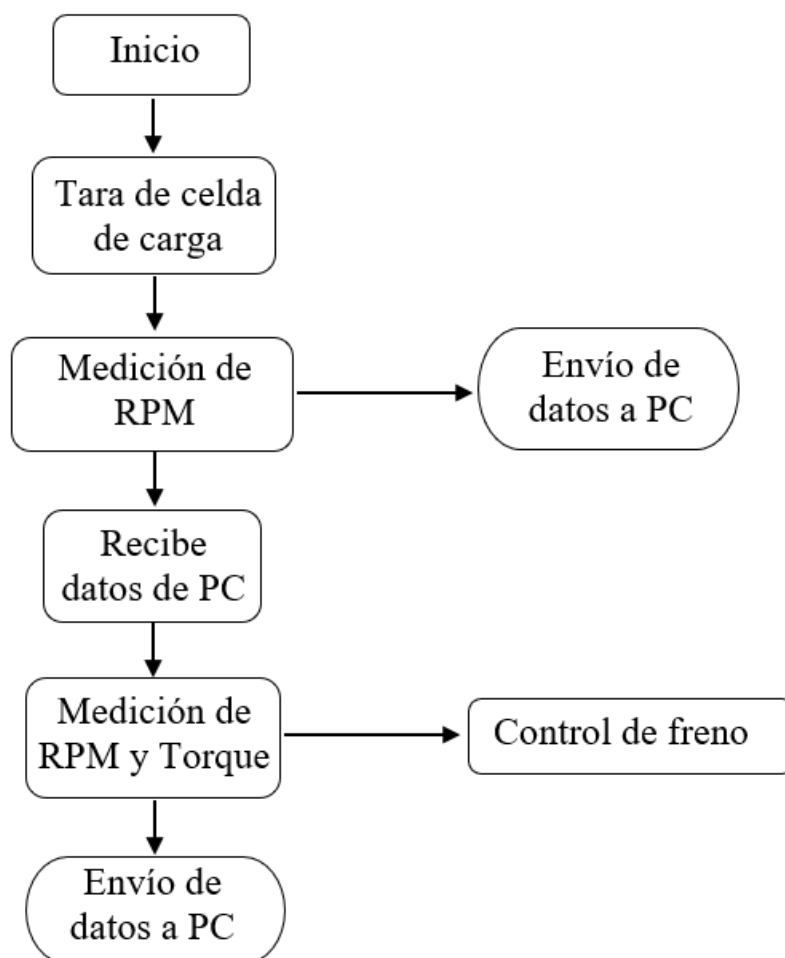 Inicio
Tara de celda
de carga
Medición de
RPM
Envío de
datos a PC
Recibe
datos de PC
Medición de
RPM y Torque
Control de freno
Envío de
datos a PC